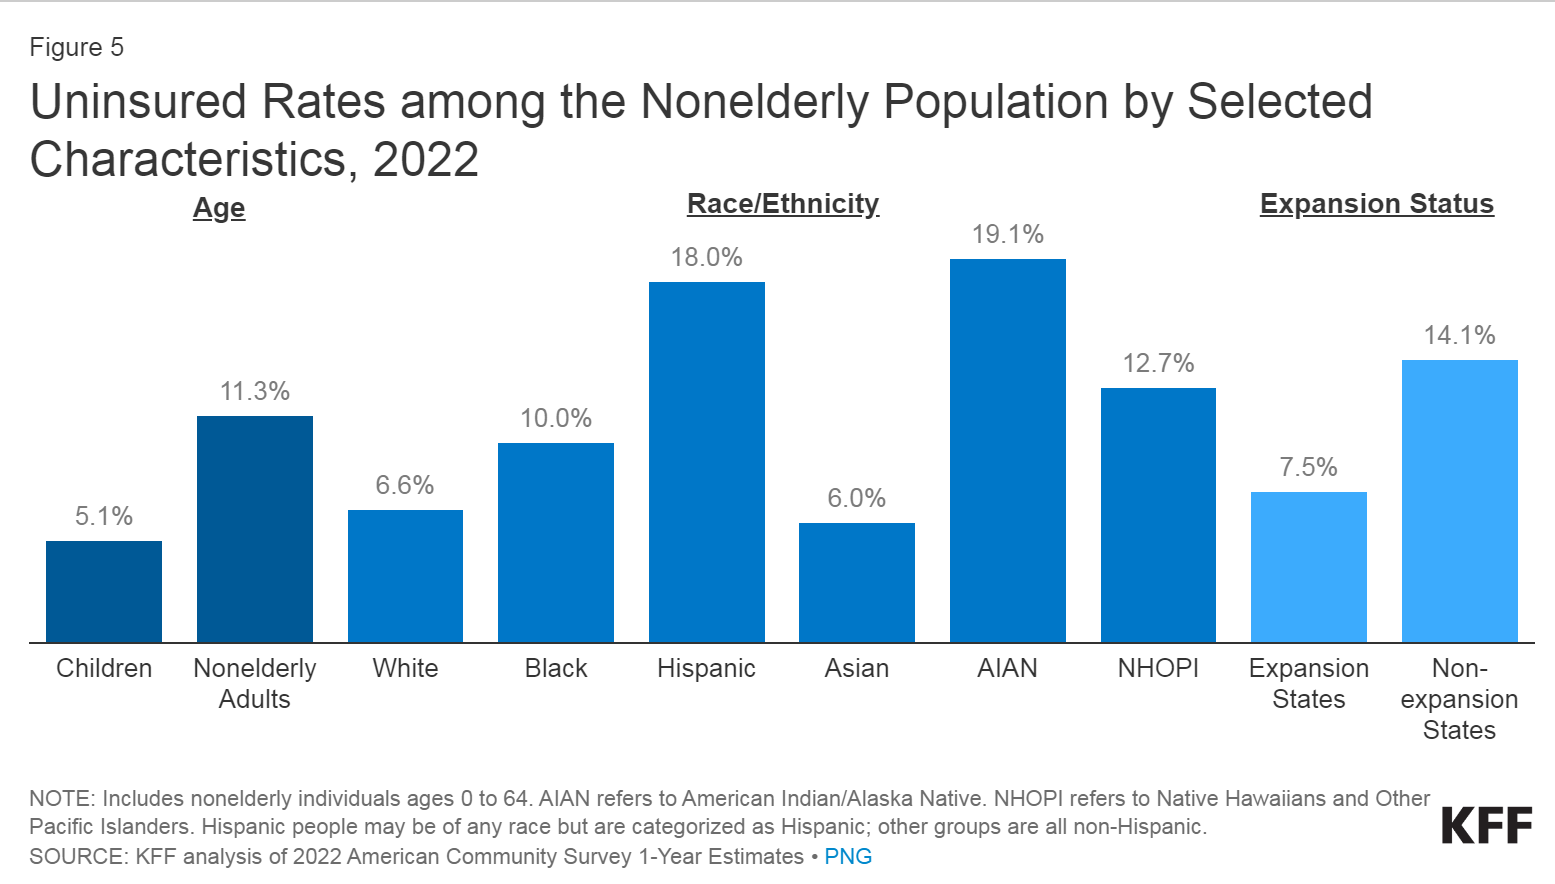 Figure 5
Uninsured Rates among the Nonelderly Population by Selected
Characteristics, 2022
Age
Race/Ethnicity
Expansion Status
5.1%
11.3%
6.6%
10.0%
18.0%
6.0%
19.1%
12.7%
7.5%
14.1%
Children
Nonelderly
Adults
White
Black
Hispanic
Asian
AIAN
NHOPI
Expansion
States
Non-
expansion
States
NOTE: Includes nonelderly individuals ages 0 to 64. AIAN refers to American Indian/Alaska Native. NHOPI refers to Native Hawaiians and Other
Pacific Islanders. Hispanic people may be of any race but are categorized as Hispanic; other groups are all non-Hispanic.
SOURCE: KFF analysis of 2022 American Community Survey 1-Year Estimates • PNG
KFF